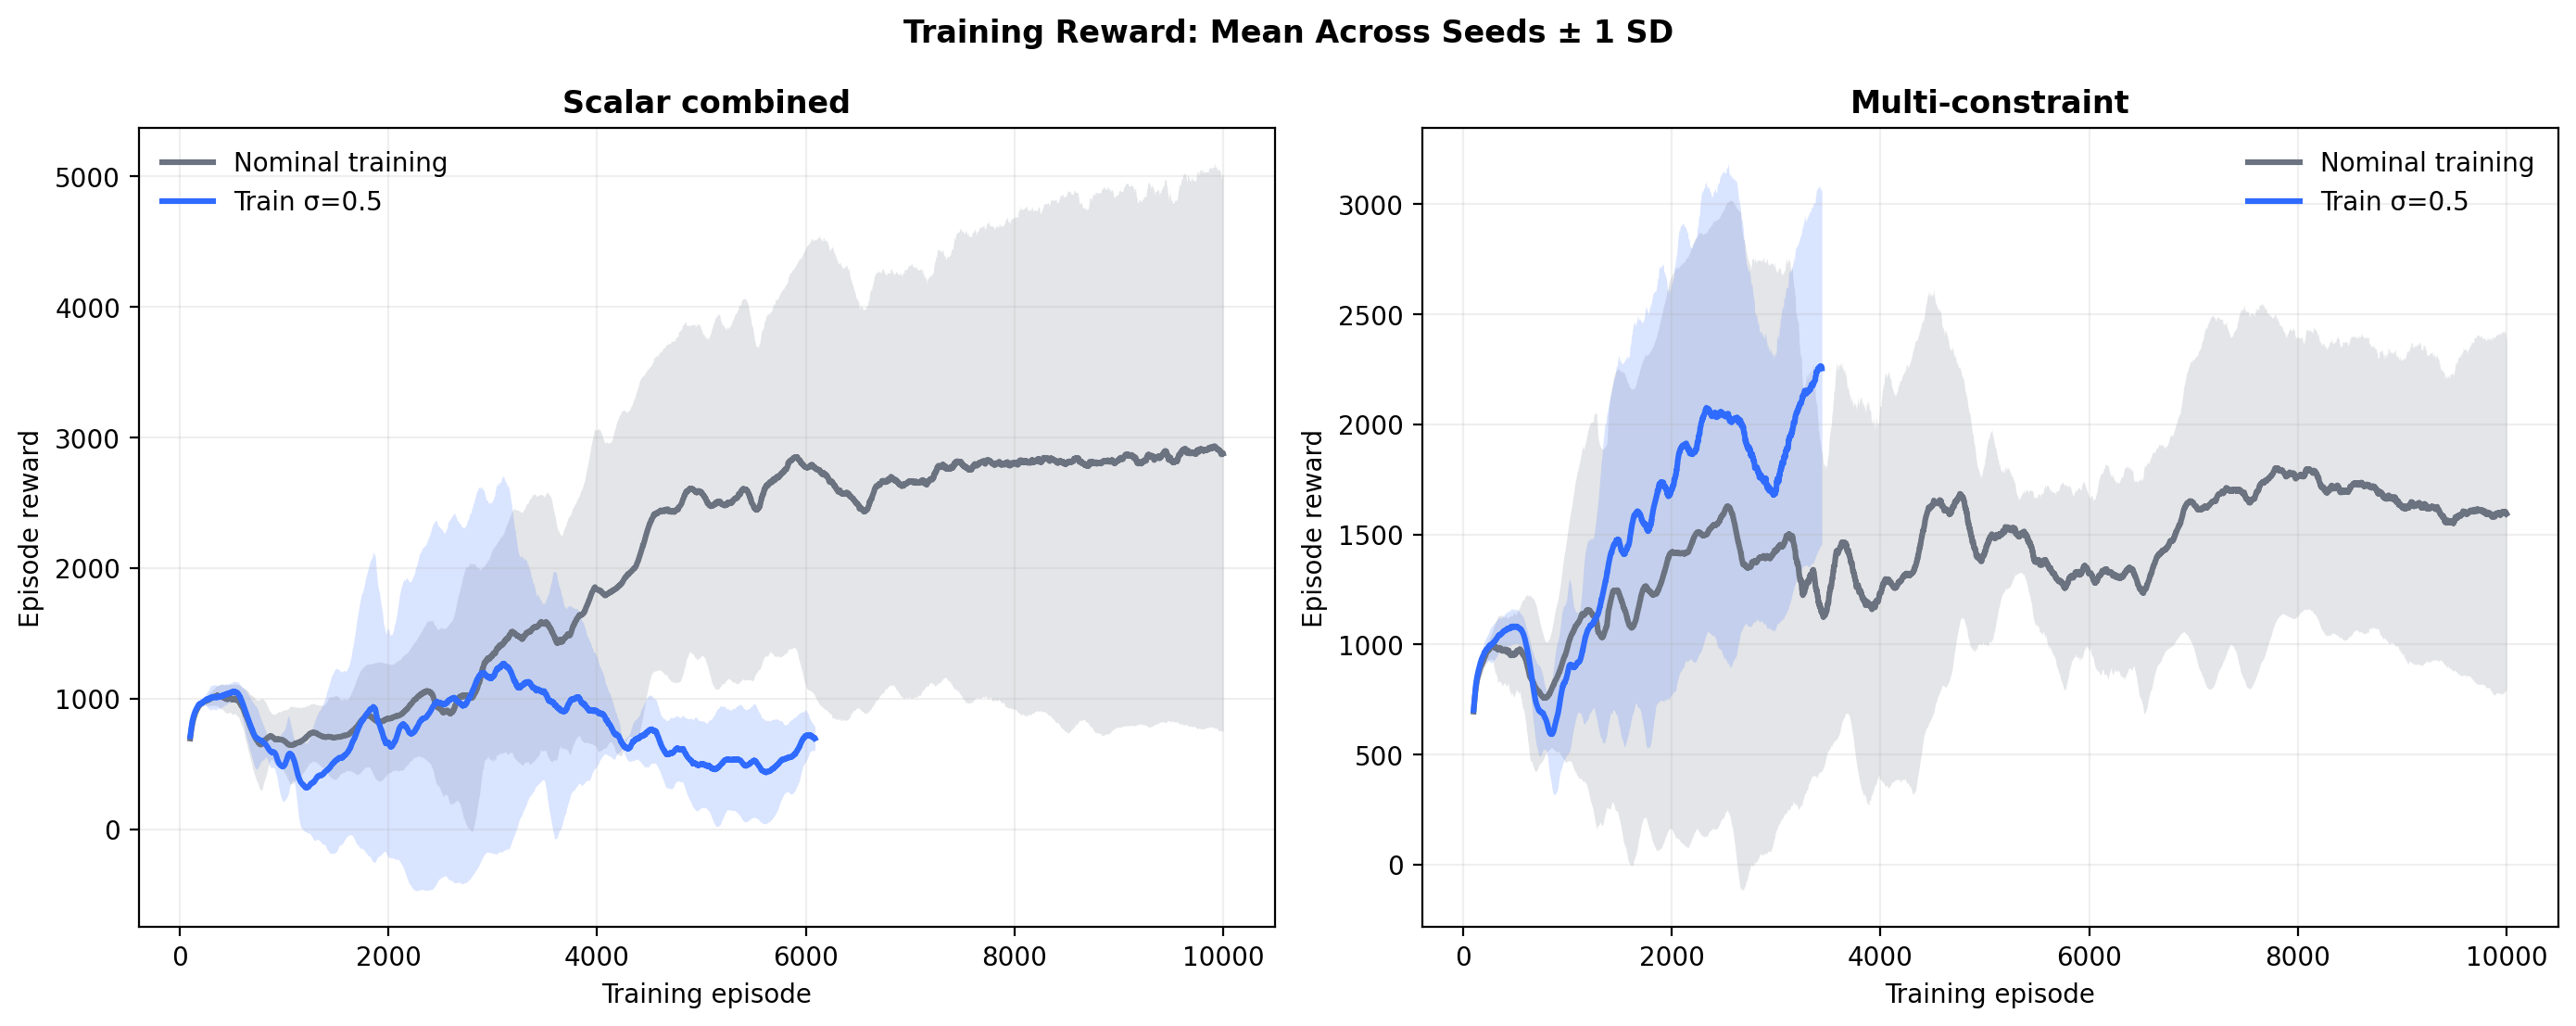 Training Reward: Mean Across Seeds ± 1 SD
Scalar combined
Nominal training
Train σ=0.5
5000
4000
3000
2000
1000
0
Episode reward
0 2000 4000 6000 8000 10000
Training episode
Multi-constraint
Nominal training
Train σ=0.5
3000
2500
2000
1500
1000
500
0
Episode reward
0 2000 4000 6000 8000 10000
Training episode